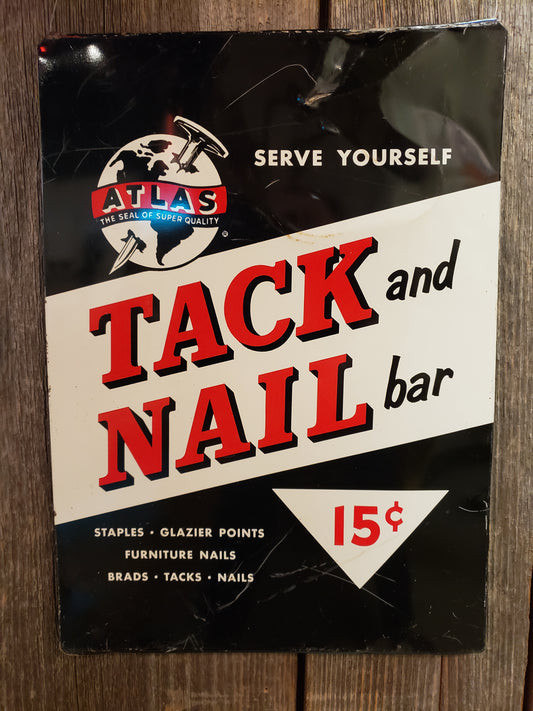 SERVE YOURSELF
ATLAS
THE SEAL OF SUPER QUALITY
®
TACK and
NAIL bar
15¢
STAPLES · GLAZIER POINTS
FURNITURE NAILS
BRADS · TACKS · NAILS